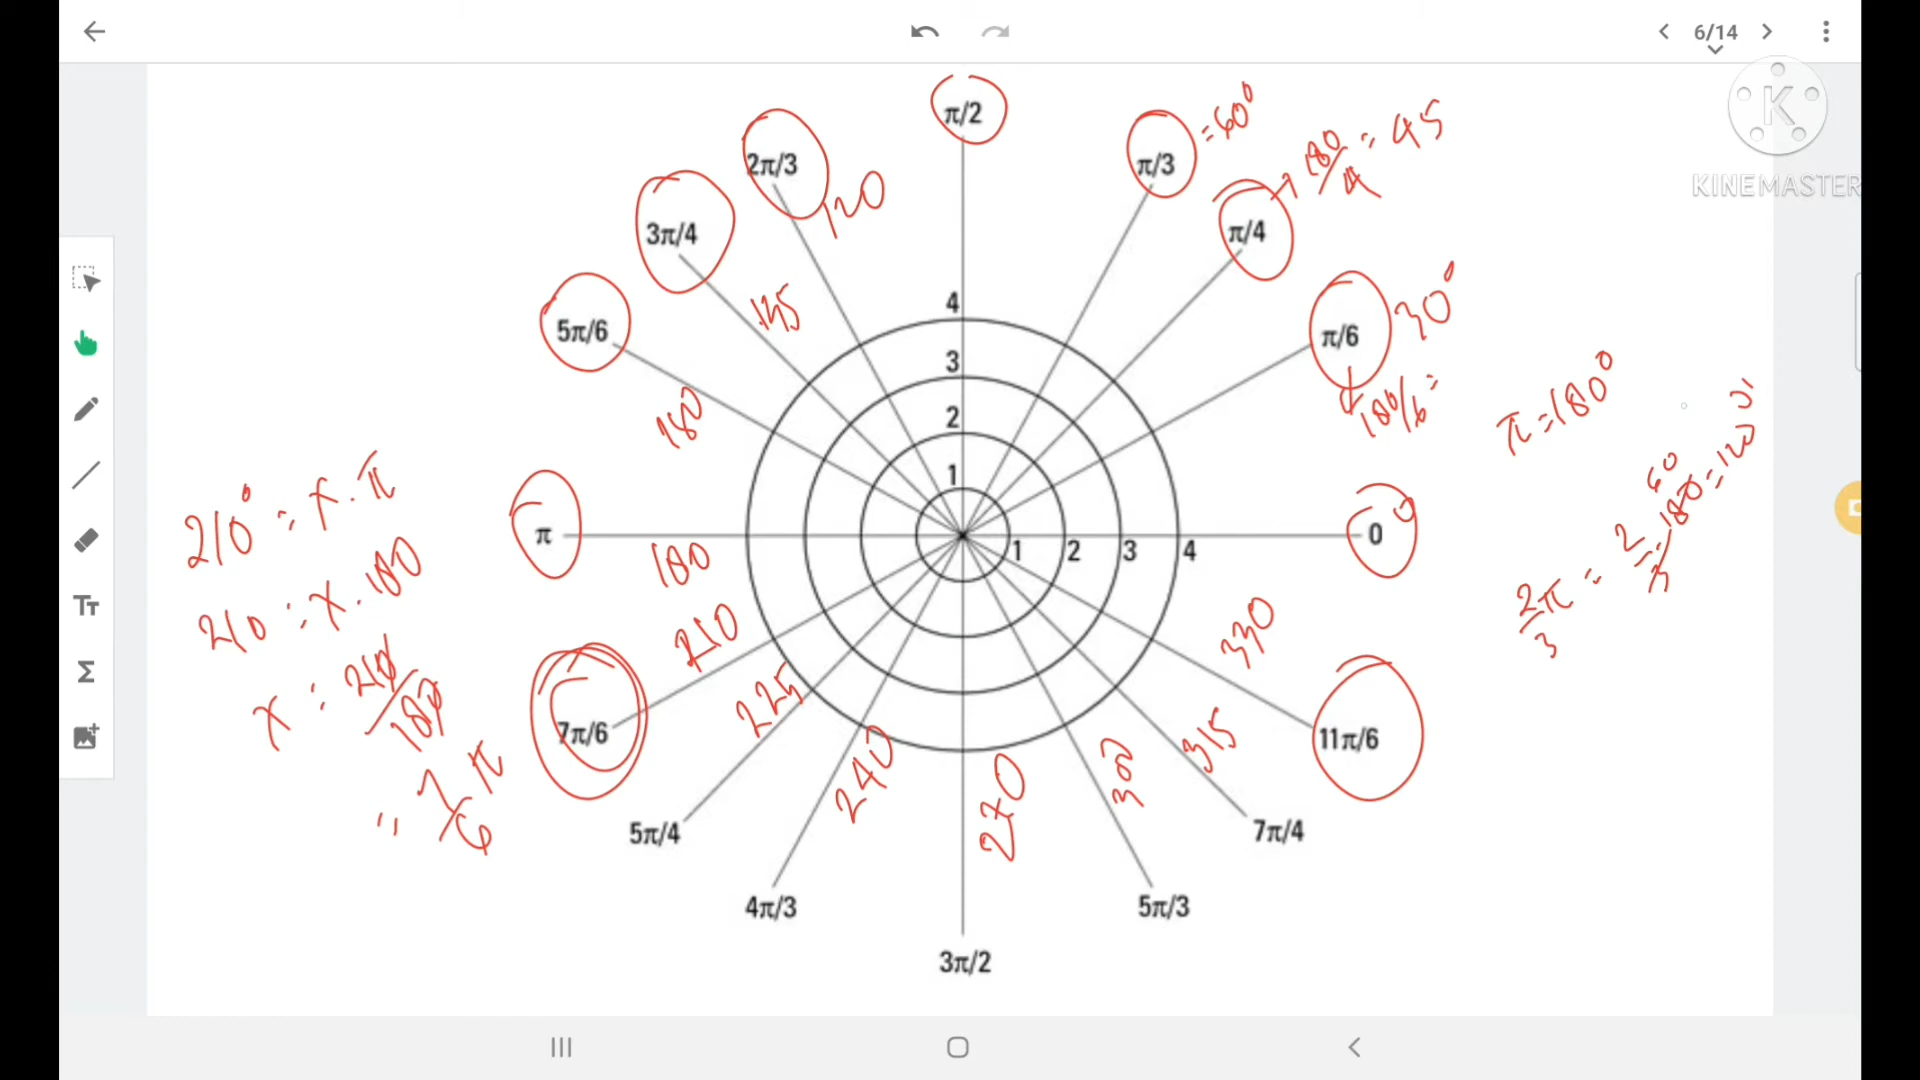 6/14
K
KINEMASTER
π/2
2π/3
120
π/3
= 60°
3π/4
π/4
→ 180/4 = 45
5π/6
π/6
30°
180/6 =
4
3
2
1
π = 180°
π
0
1 2 3 4
180
2/3 π = 2/3 · 180 = 120
60
210° = x · π
210 = x · 180
x = 210/180
= 7/6 π
7π/6
210
225
240
270
300
315
330
11π/6
5π/4
7π/4
4π/3
5π/3
3π/2
Tт
Σ